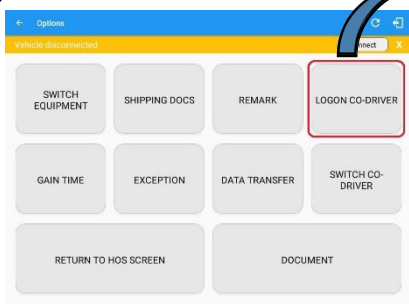 Options
Vehicle disconnected
nnect X
SWITCH
EQUIPMENT
SHIPPING DOCS
REMARK
LOGON CO-DRIVER
GAIN TIME
EXCEPTION
DATA TRANSFER
SWITCH CO-
DRIVER
RETURN TO HOS SCREEN
DOCUMENT